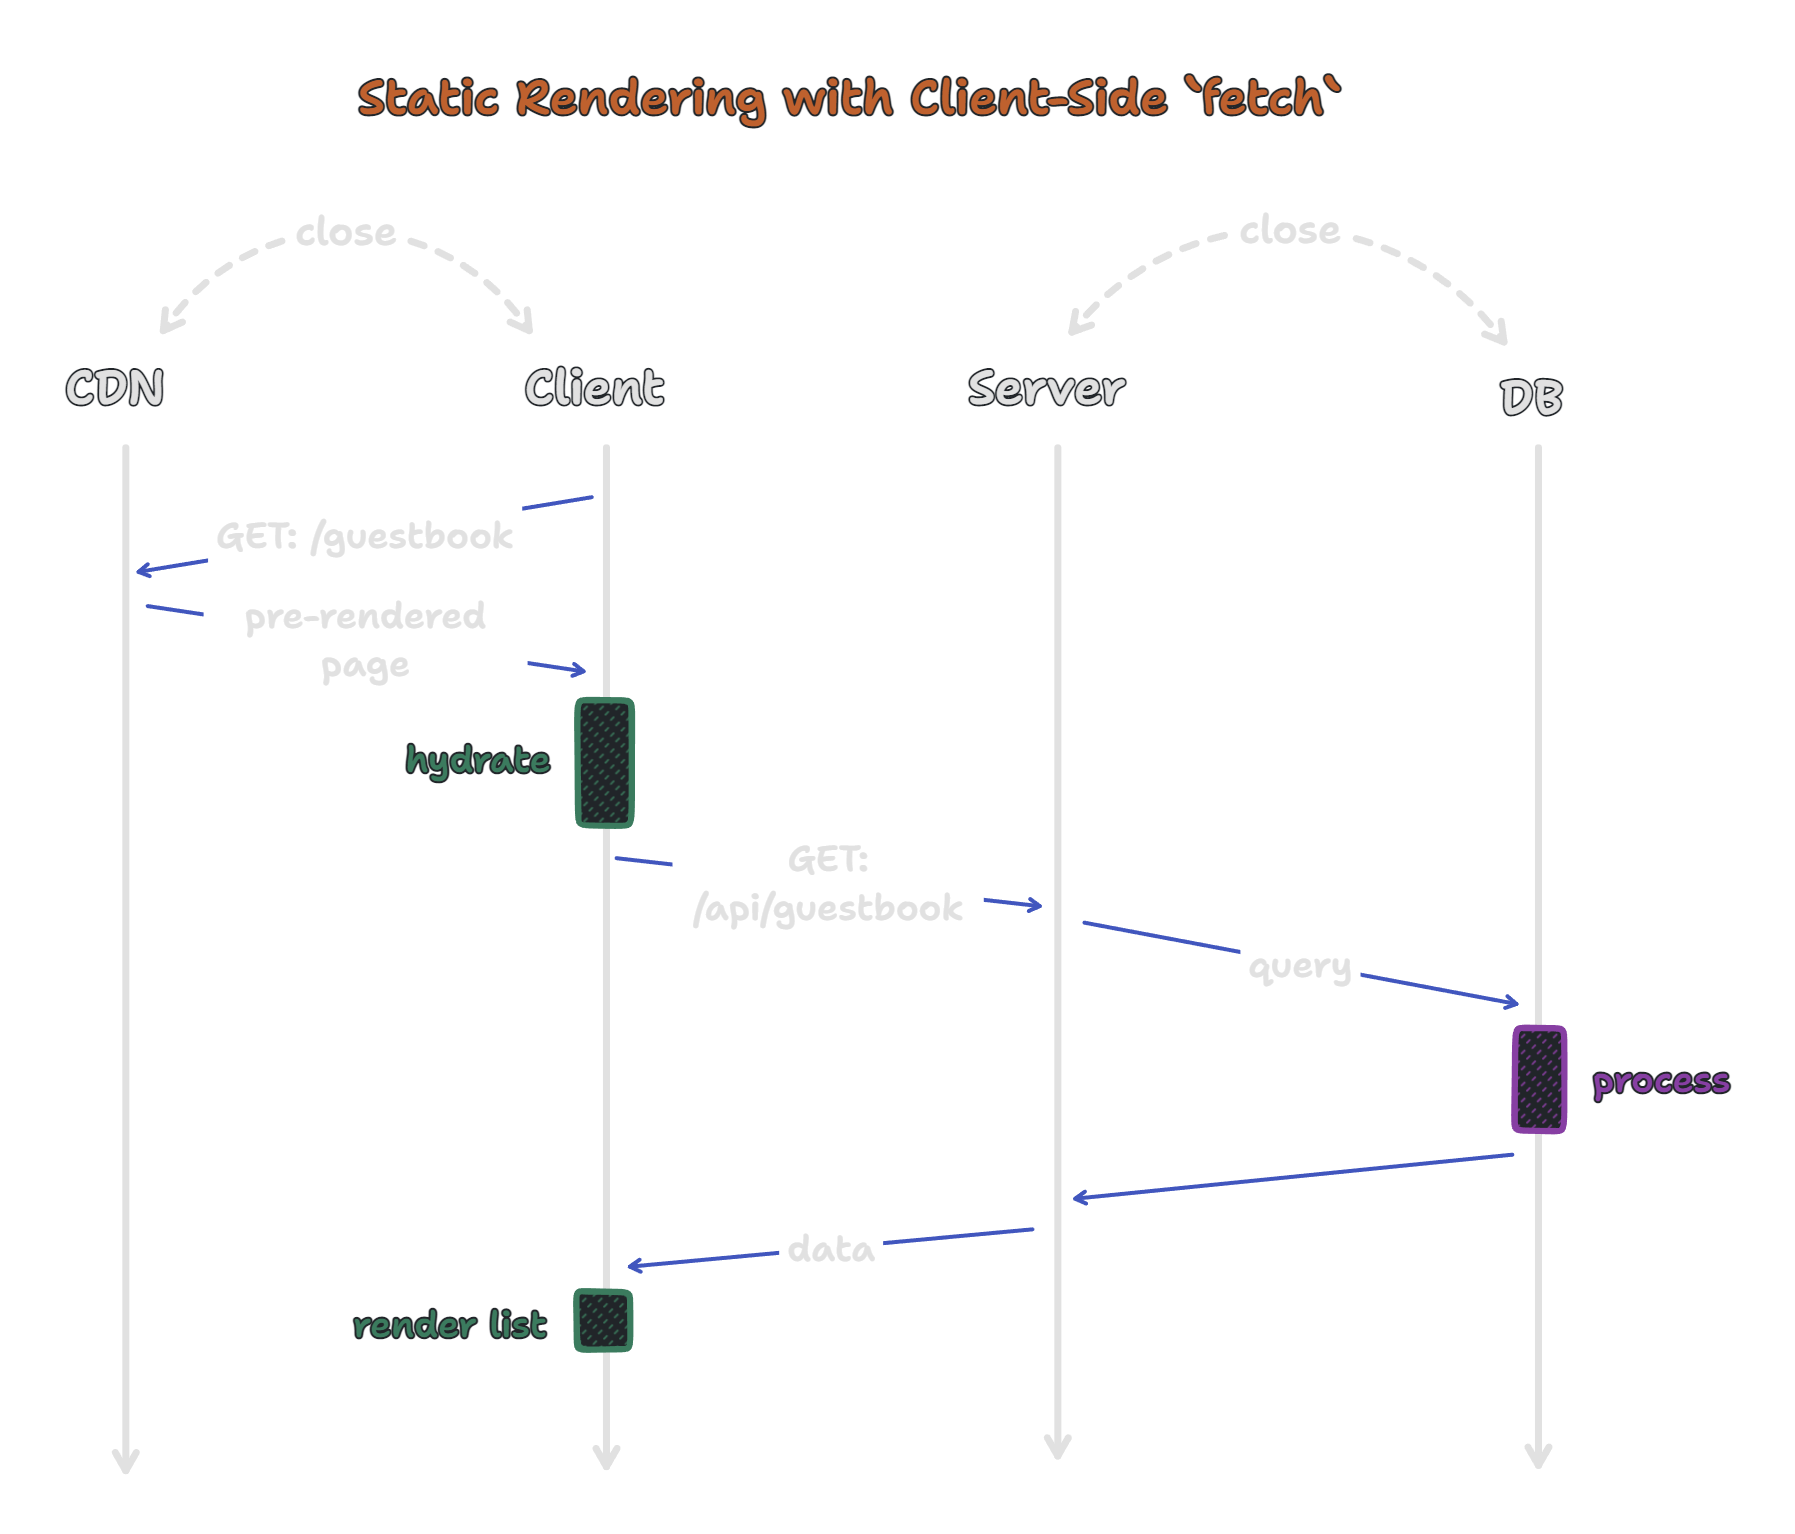 Static Rendering with Client-Side `fetch`
close
close
CDN
Client
Server
DB
GET: /guestbook
pre-rendered
page
hydrate
GET:
/api/guestbook
query
process
data
render list